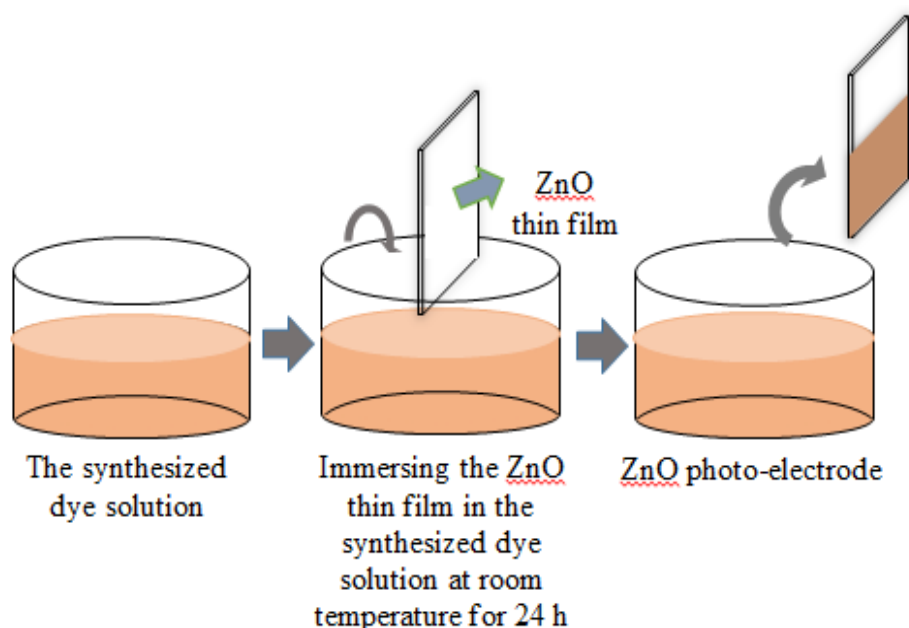 ZnO
thin film
The synthesized
dye solution
Immersing the ZnO
thin film in the
synthesized dye
solution at room
temperature for 24 h
ZnO photo-electrode